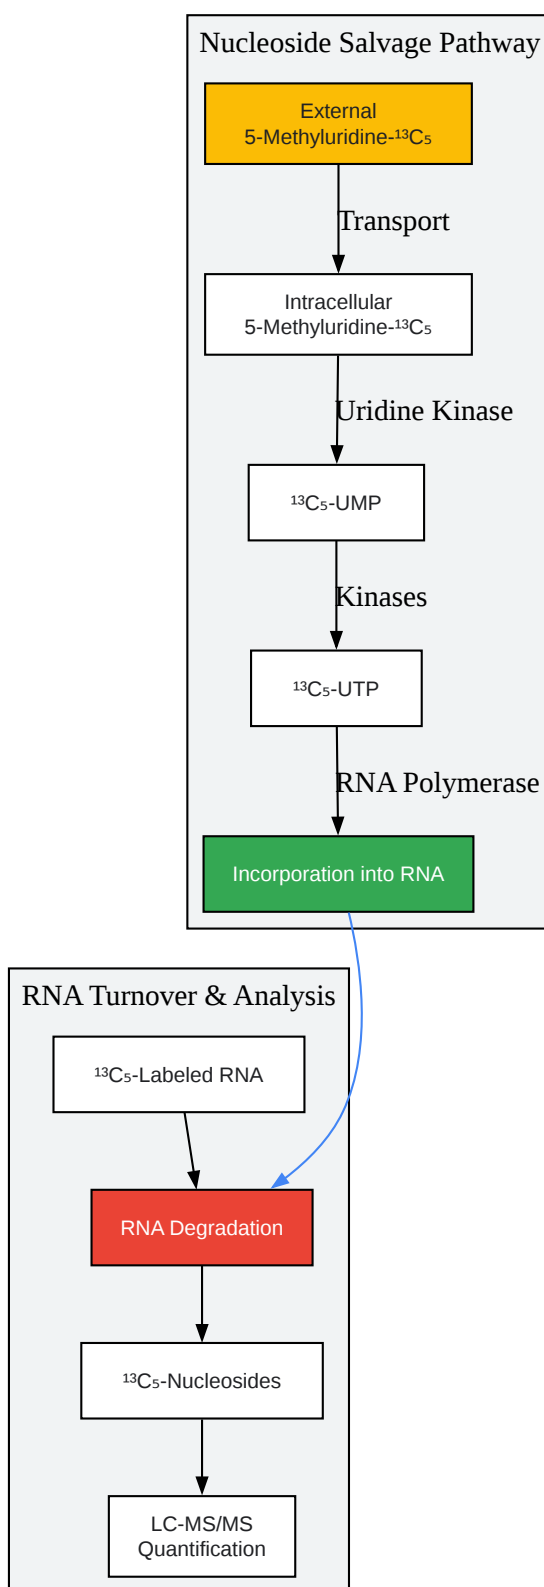 Nucleoside Salvage Pathway
External
5-Methyluridine-¹³C₅
Transport
Intracellular
5-Methyluridine-¹³C₅
Uridine Kinase
¹³C₅-UMP
Kinases
¹³C₅-UTP
RNA Polymerase
Incorporation into RNA
RNA Turnover & Analysis
¹³C₅-Labeled RNA
RNA Degradation
¹³C₅-Nucleosides
LC-MS/MS
Quantification